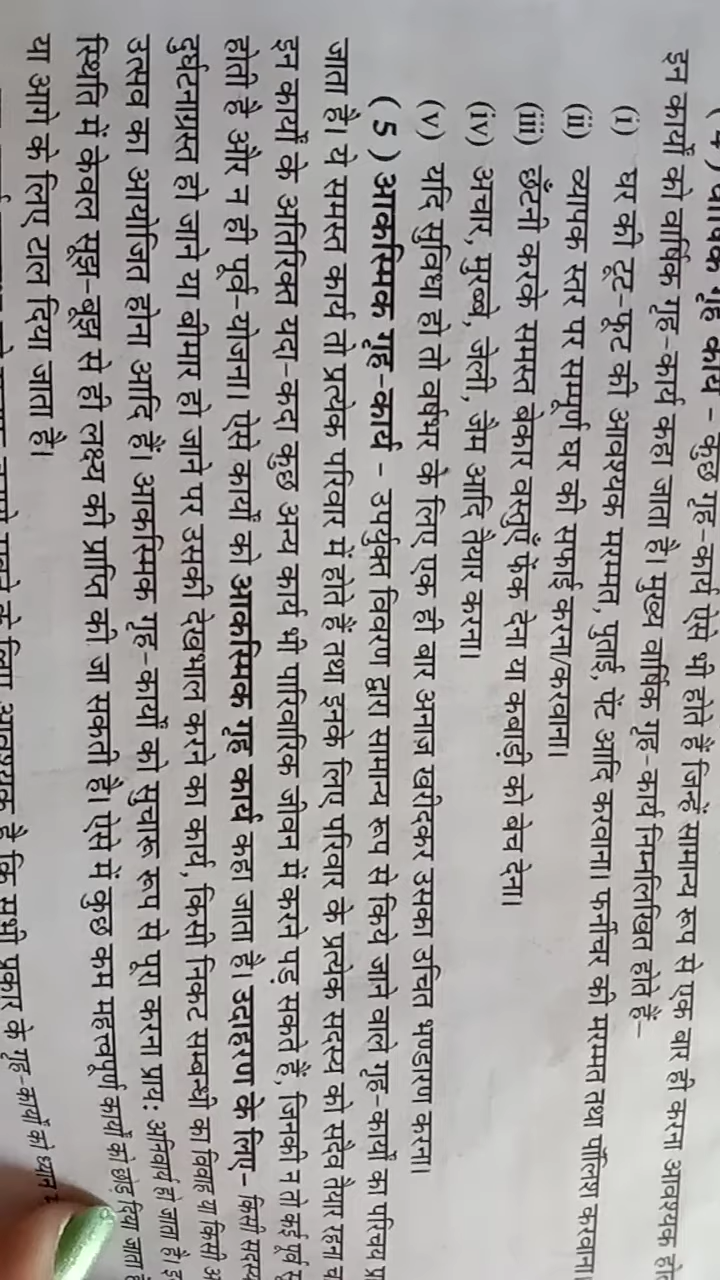 वार्षिक गृह कार्य – कुछ गृह-कार्य ऐसे भी होते हैं जिन्हें सामान्य रूप से एक बार ही करना आवश्यक
इन कार्यों को वार्षिक गृह-कार्य कहा जाता है। मुख्य वार्षिक गृह-कार्य निम्नलिखित होते हैं–
(i) घर की टूट-फूट की आवश्यक मरम्मत, पुताई, पेंट आदि करवाना। फर्नीचर की मरम्मत तथा पॉलिश करवाना।
(ii) व्यापक स्तर पर सम्पूर्ण घर की सफाई करना/करवाना।
(iii) छँटनी करके समस्त बेकार वस्तुएँ फेंक देना या कबाड़ी को बेच देना।
(iv) अचार, मुरब्बे, जेली, जैम आदि तैयार करना।
(v) यदि सुविधा हो तो वर्षभर के लिए एक ही बार अनाज खरीदकर उसका उचित भण्डारण करना।
( 5 ) आकस्मिक गृह-कार्य – उपर्युक्त विवरण द्वारा सामान्य रूप से किये जाने वाले गृह-कार्यों का परिचय
जाता है। ये समस्त कार्य तो प्रत्येक परिवार में होते हैं तथा इनके लिए परिवार के प्रत्येक सदस्य को सदैव तैयार रहना
इन कार्यों के अतिरिक्त यदा-कदा कुछ अन्य कार्य भी पारिवारिक जीवन में करने पड़ सकते हैं, जिनकी न तो कई पूर्व
होती है और न ही पूर्व-योजना। ऐसे कार्यों को आकस्मिक गृह कार्य कहा जाता है। उदाहरण के लिए– किसी सदस्य
दुर्घटनाग्रस्त हो जाने या बीमार हो जाने पर उसकी देखभाल करने का कार्य, किसी निकट सम्बन्धी का विवाह या किसी
उत्सव का आयोजित होना आदि हैं। आकस्मिक गृह-कार्यों को सुचारू रूप से पूरा करना प्राय: अनिवार्य हो जाता है।
स्थिति में केवल सूझ-बूझ से ही लक्ष्य की प्राप्ति की जा सकती है। ऐसे में कुछ कम महत्त्वपूर्ण कार्यों को छोड़ दिया जाता
या आगे के लिए टाल दिया जाता है।
के लिए आवश्यक है कि सभी प्रकार के गृह-कार्यों को ध्यान